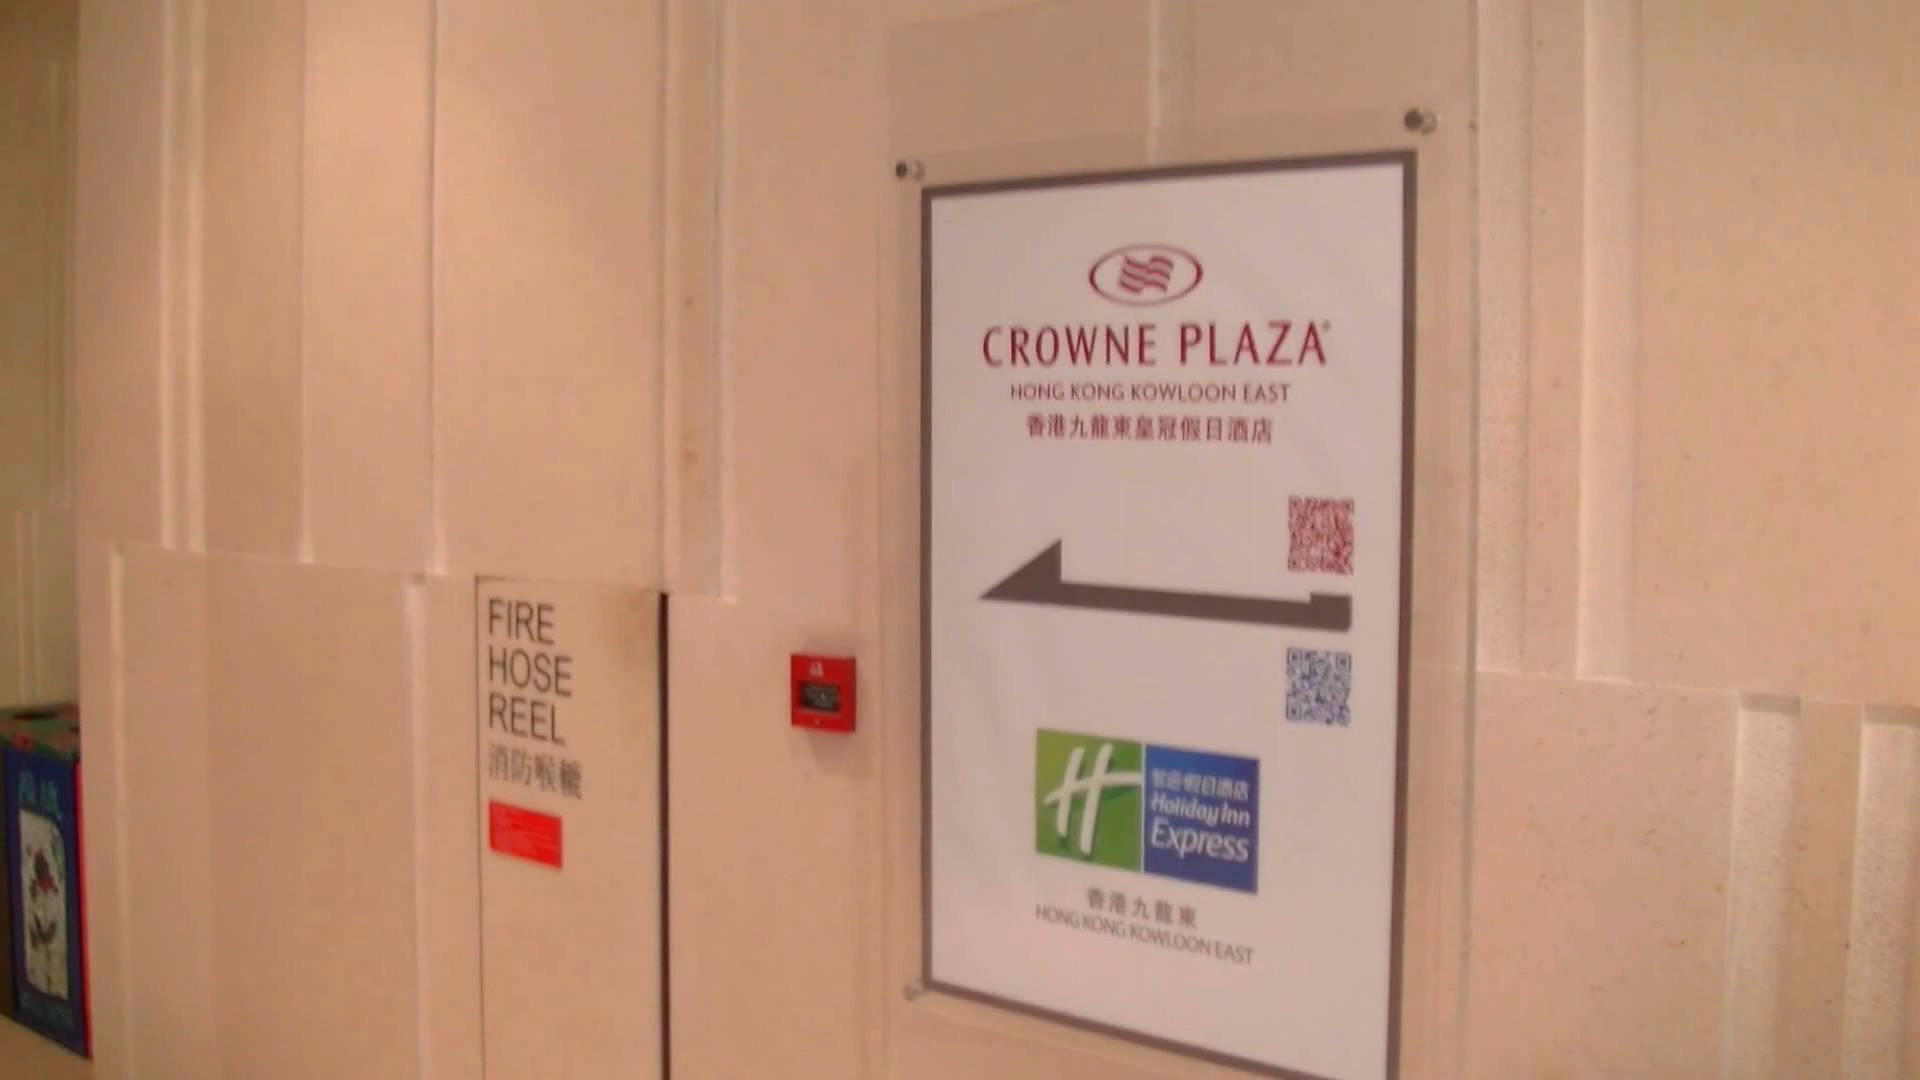 FIRE
HOSE
REEL
消防喉轆
CROWNE PLAZA
HONG KONG KOWLOON EAST
香港九龍東皇冠假日酒店
智選假日酒店
Holiday Inn
Express
香港九龍東
HONG KONG KOWLOON EAST